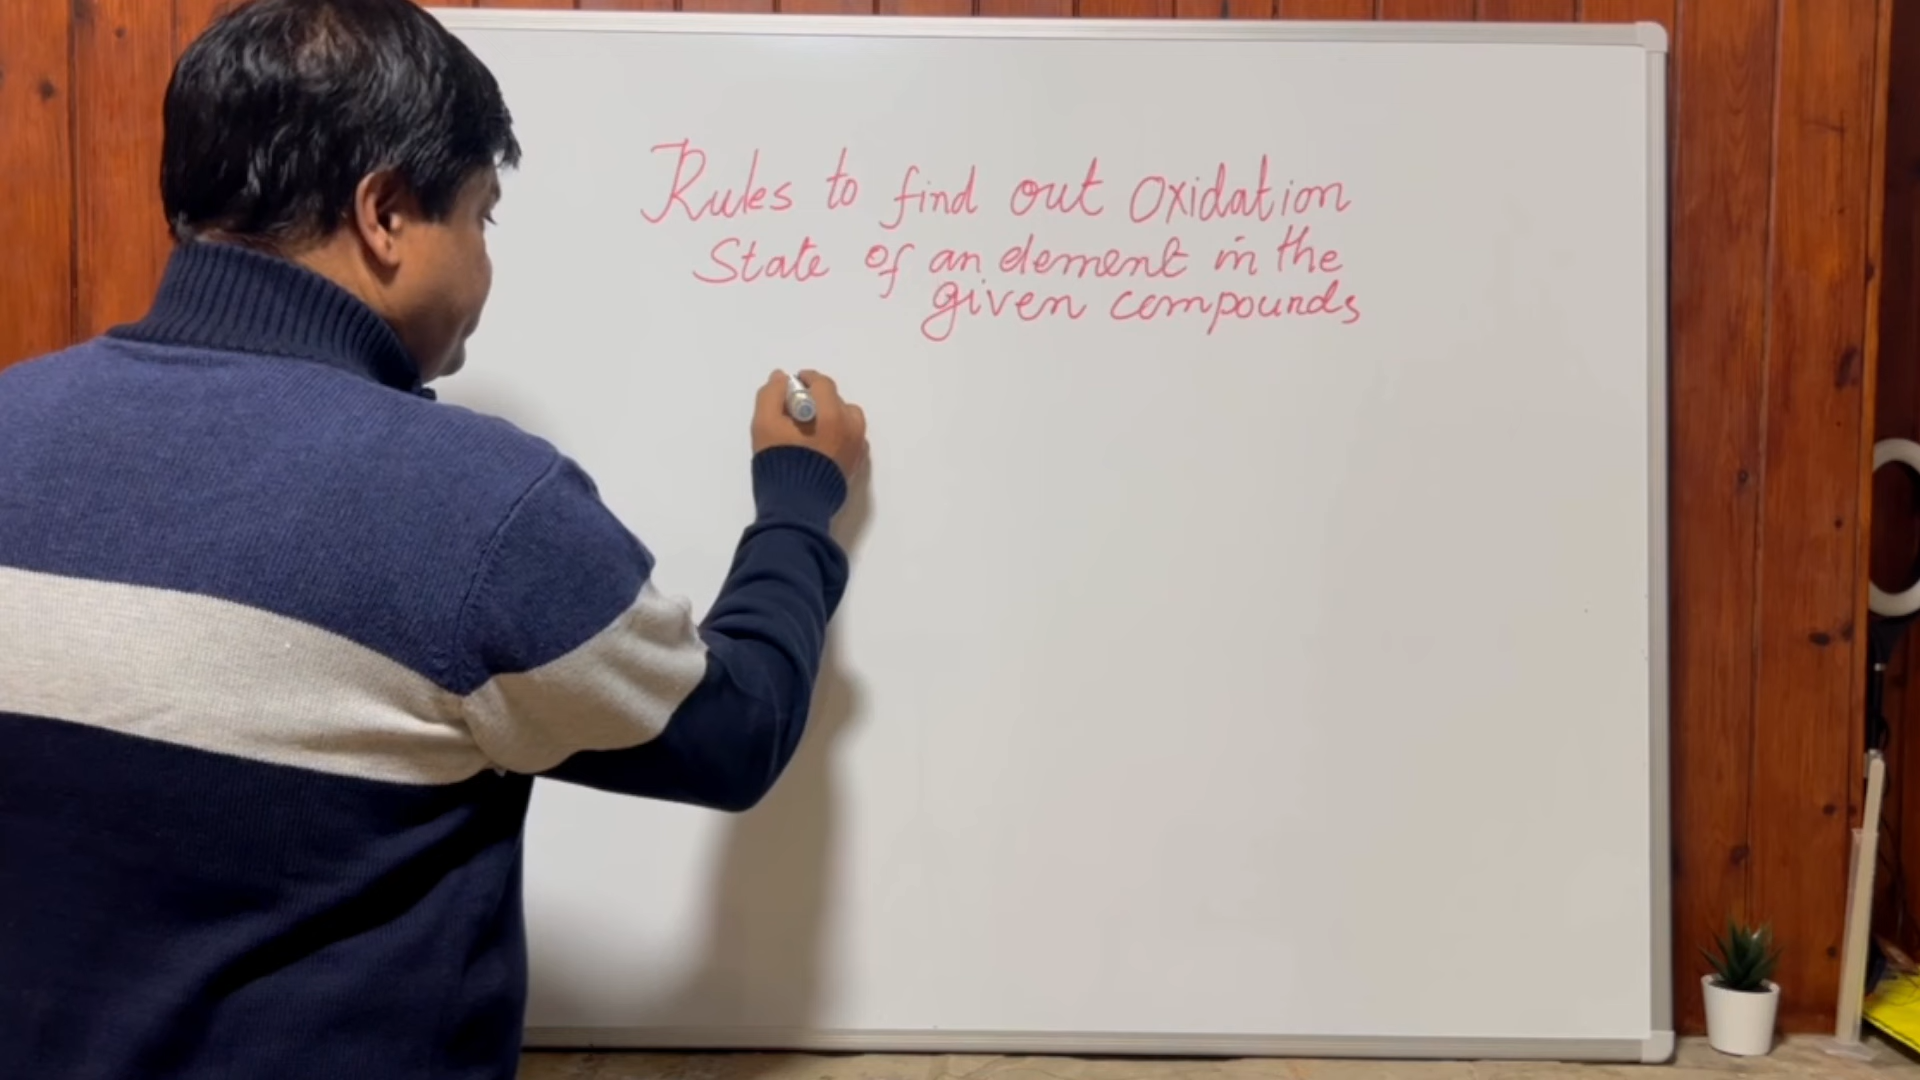 Rules to find out Oxidation
State of an element in the
given compounds